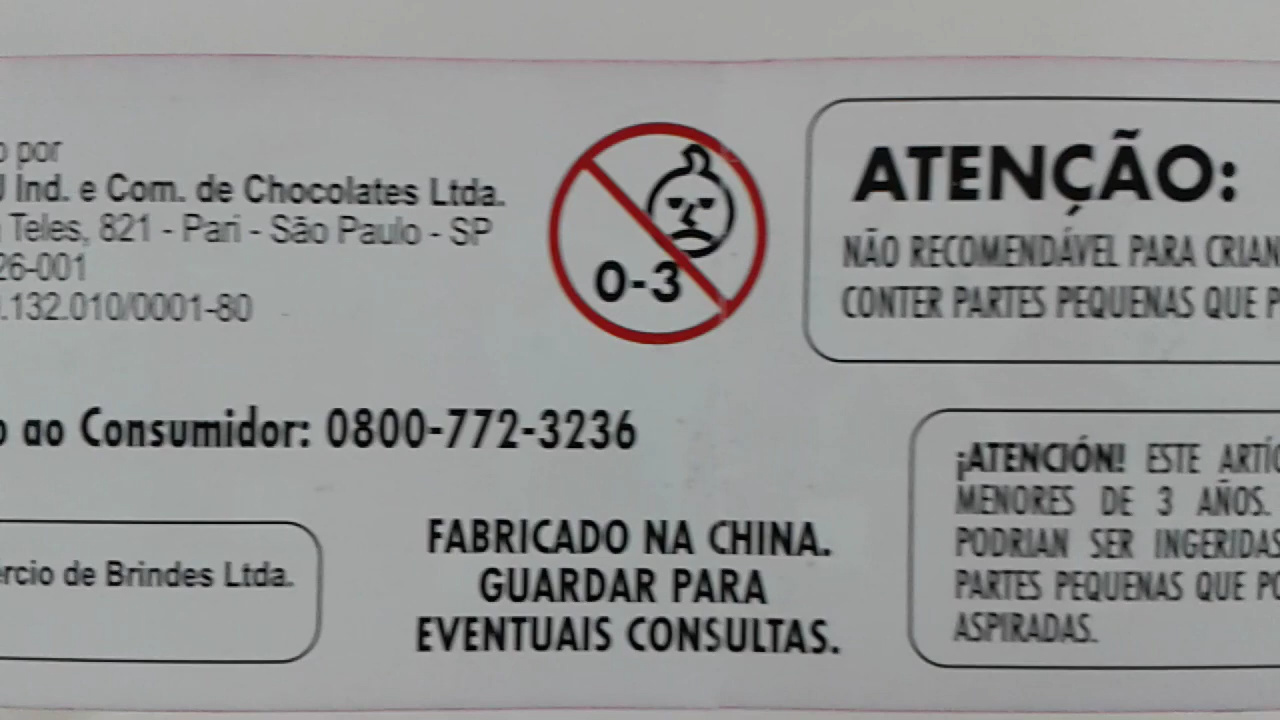 por
Ind. e Com. de Chocolates Ltda.
Teles, 821 - Pari - São Paulo - SP
26-001
.132.010/0001-80
0-3
ATENÇÃO:
NÃO RECOMENDÁVEL PARA CRIAN
CONTER PARTES PEQUENAS QUE P
o ao Consumidor: 0800-772-3236
rcio de Brindes Ltda.
FABRICADO NA CHINA.
GUARDAR PARA
EVENTUAIS CONSULTAS.
¡ATENCIÓN! ESTE ARTÍC
MENORES DE 3 AÑOS.
PODRIAN SER INGERIDAS
PARTES PEQUENAS QUE PO
ASPIRADAS.